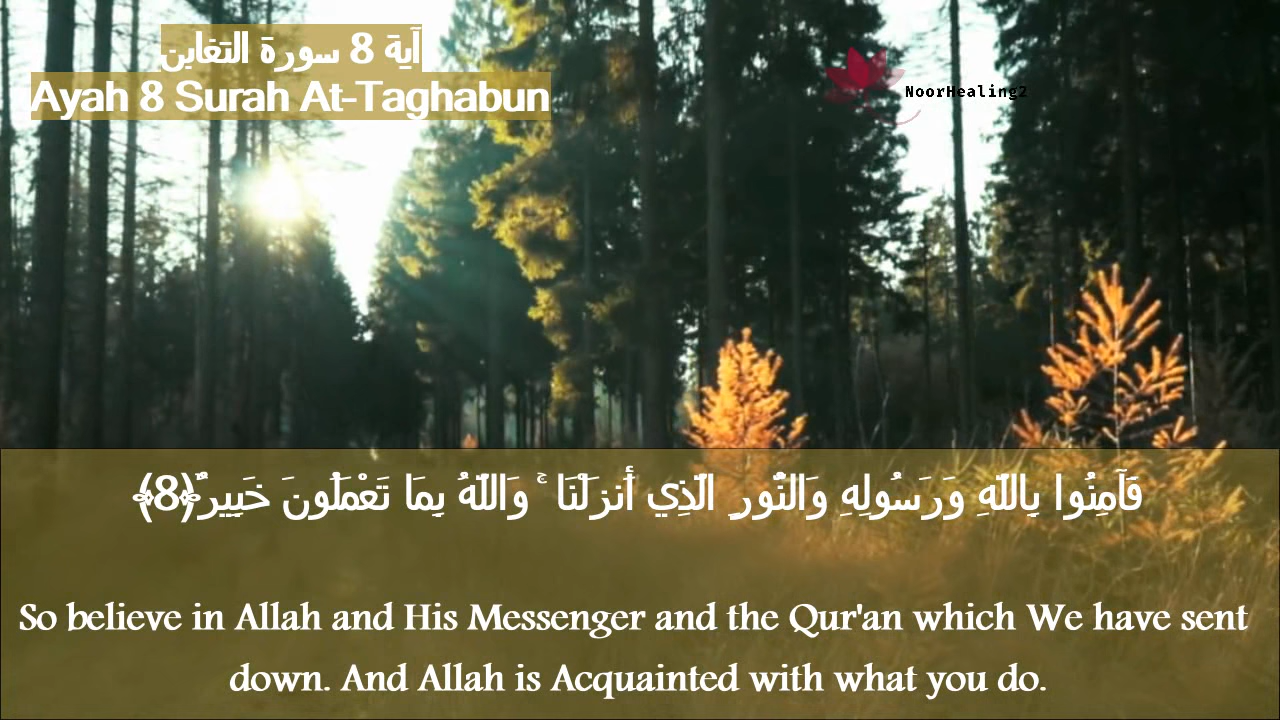 آية 8 سورة التغابن
Ayah 8 Surah At-Taghabun
NoorHealing2
فَآمِنُوا بِاللَّهِ وَرَسُولِهِ وَالنُّورِ الَّذِي أَنزَلْنَا ۚ وَاللَّهُ بِمَا تَعْمَلُونَ خَبِيرٌ﴿8﴾
So believe in Allah and His Messenger and the Qur'an which We have sent
down. And Allah is Acquainted with what you do.